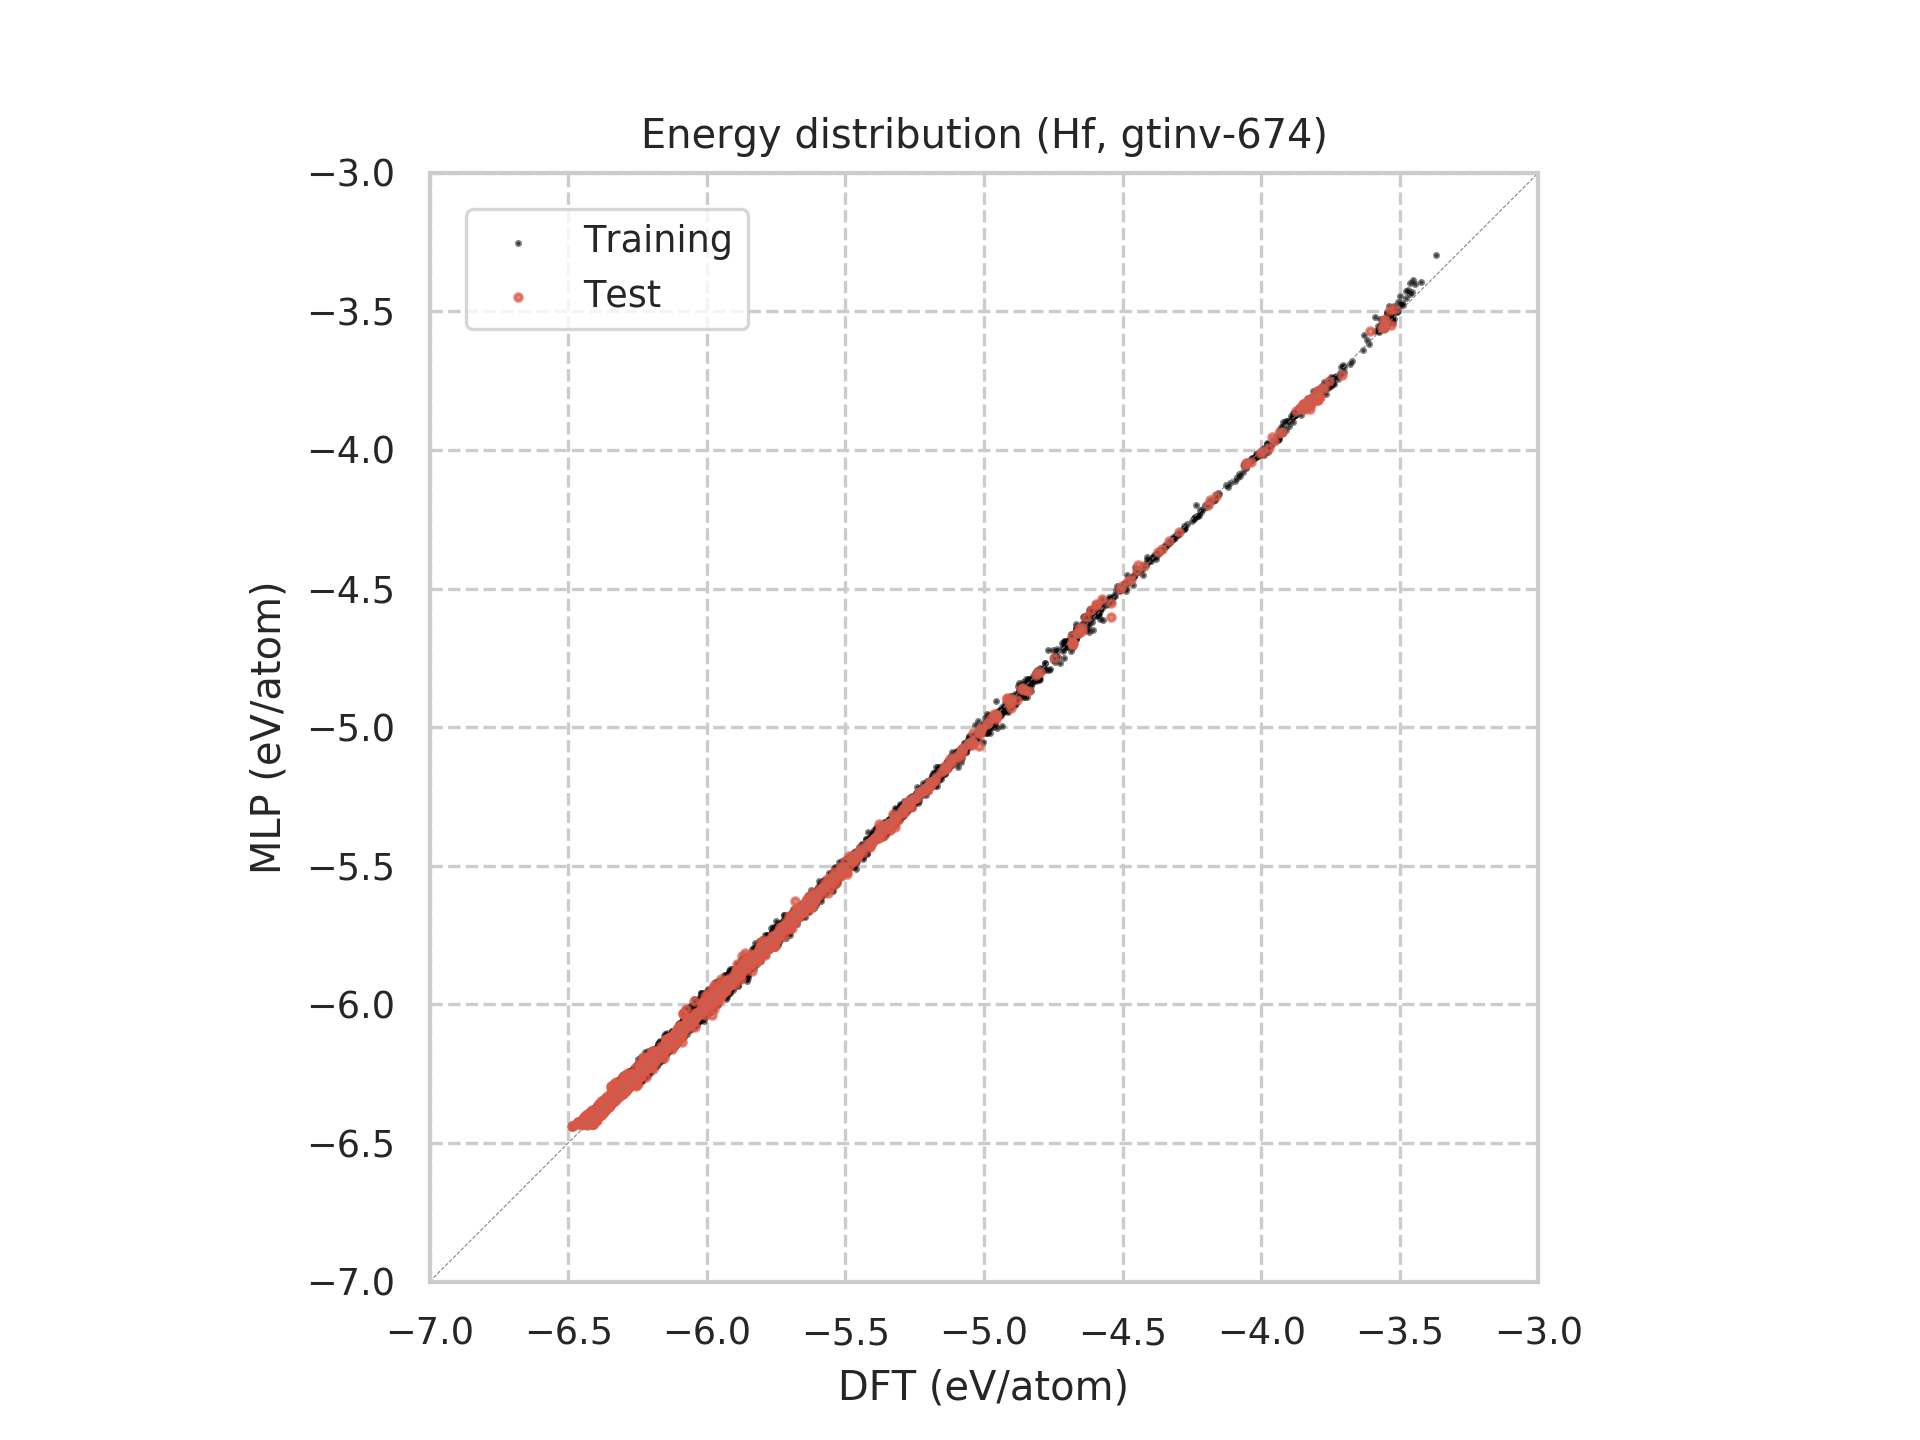 Energy distribution (Hf, gtinv-674)
−3.0
−3.5
−4.0
−4.5
−5.0
−5.5
−6.0
−6.5
−7.0
MLP (eV/atom)
Training
Test
−7.0 −6.5 −6.0 −5.5 −5.0 −4.5 −4.0 −3.5 −3.0
DFT (eV/atom)